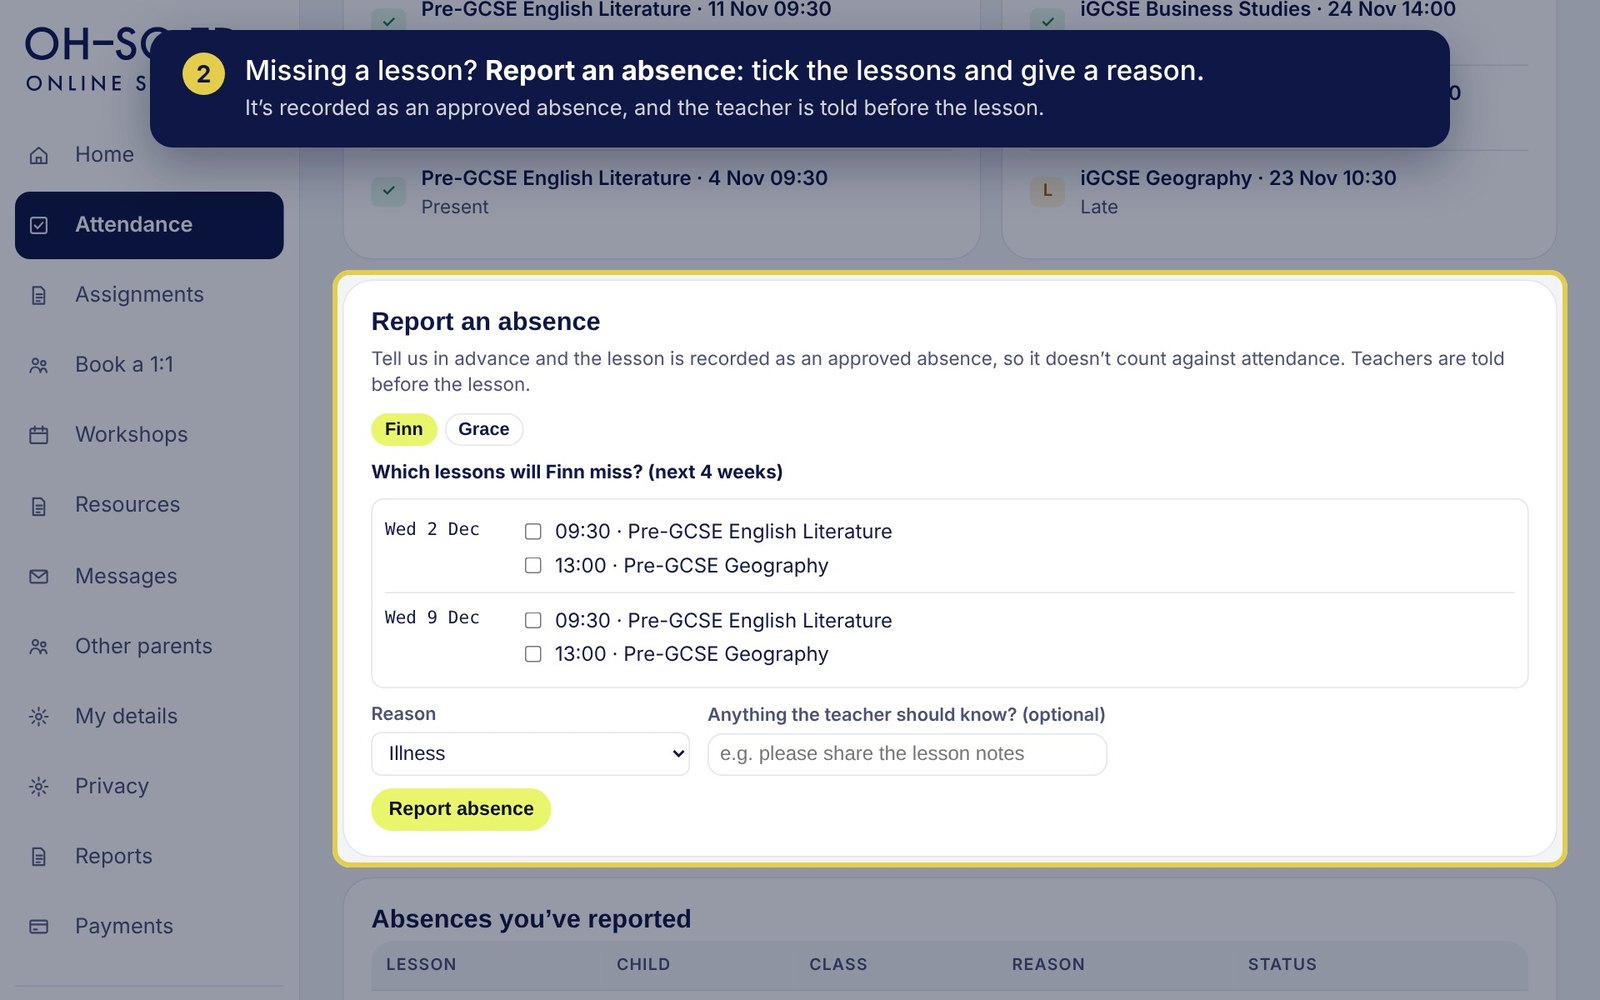 OH-SO
ONLINE S
Pre-GCSE English Literature · 11 Nov 09:30
iGCSE Business Studies · 24 Nov 14:00
2
Missing a lesson? Report an absence: tick the lessons and give a reason.
It’s recorded as an approved absence, and the teacher is told before the lesson.
Home
Attendance
Assignments
Book a 1:1
Workshops
Resources
Messages
Other parents
My details
Privacy
Reports
Payments
Pre-GCSE English Literature · 4 Nov 09:30
Present
L
iGCSE Geography · 23 Nov 10:30
Late
Report an absence
Tell us in advance and the lesson is recorded as an approved absence, so it doesn’t count against attendance. Teachers are told
before the lesson.
Finn
Grace
Which lessons will Finn miss? (next 4 weeks)
Wed 2 Dec
09:30 · Pre-GCSE English Literature
13:00 · Pre-GCSE Geography
Wed 9 Dec
09:30 · Pre-GCSE English Literature
13:00 · Pre-GCSE Geography
Reason
Anything the teacher should know? (optional)
Illness
e.g. please share the lesson notes
Report absence
Absences you’ve reported
LESSON CHILD CLASS REASON STATUS